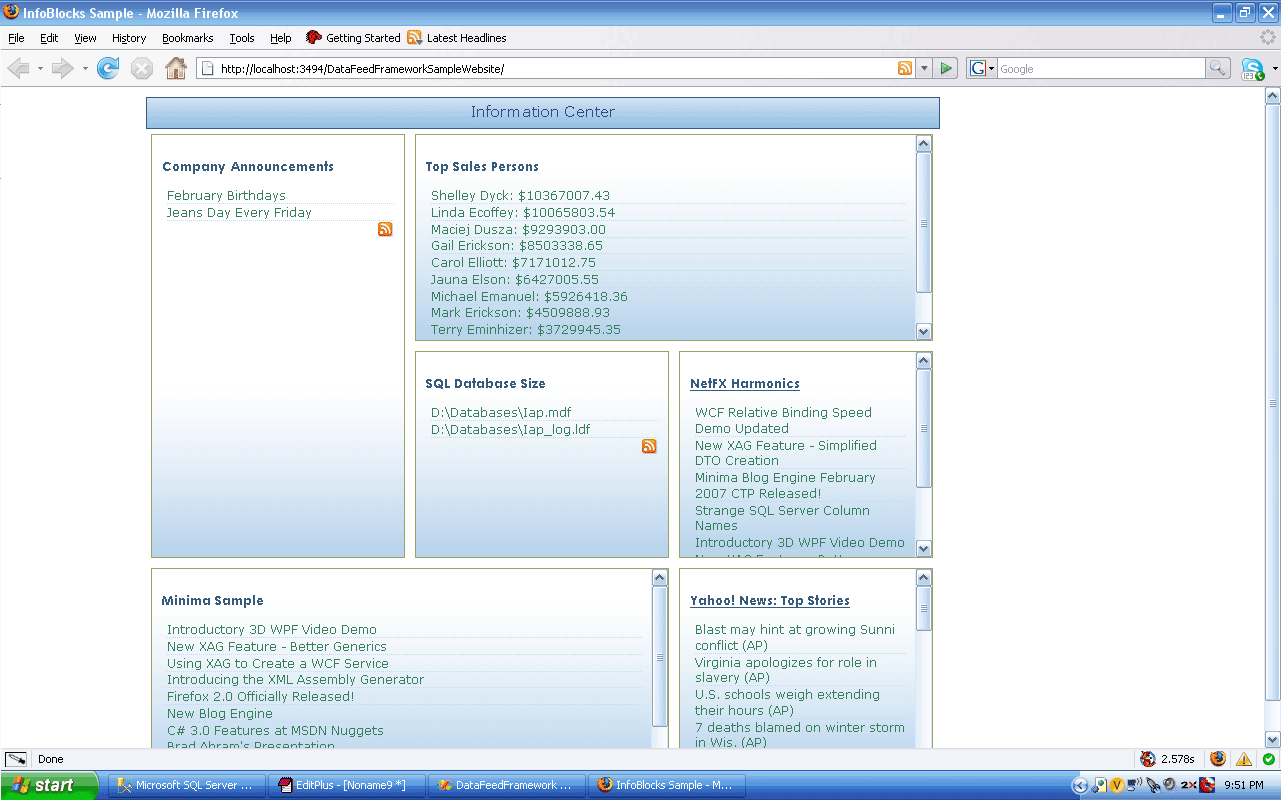 InfoBlocks Sample - Mozilla Firefox
File Edit View History Bookmarks Tools Help Getting Started Latest Headlines
http://localhost:3494/DataFeedFrameworkSampleWebsite/
G Google
Information Center
Company Announcements
February Birthdays
Jeans Day Every Friday
Top Sales Persons
Shelley Dyck: $10367007.43
Linda Ecoffey: $10065803.54
Maciej Dusza: $9293903.00
Gail Erickson: $8503338.65
Carol Elliott: $7171012.75
Jauna Elson: $6427005.55
Michael Emanuel: $5926418.36
Mark Erickson: $4509888.93
Terry Eminhizer: $3729945.35
SQL Database Size
D:\Databases\Iap.mdf
D:\Databases\Iap_log.ldf
NetFX Harmonics
WCF Relative Binding Speed
Demo Updated
New XAG Feature - Simplified
DTO Creation
Minima Blog Engine February
2007 CTP Released!
Strange SQL Server Column
Names
Introductory 3D WPF Video Demo
Minima Sample
Introductory 3D WPF Video Demo
New XAG Feature - Better Generics
Using XAG to Create a WCF Service
Introducing the XML Assembly Generator
Firefox 2.0 Officially Released!
New Blog Engine
C# 3.0 Features at MSDN Nuggets
Brad Abram's Presentation
Yahoo! News: Top Stories
Blast may hint at growing Sunni
conflict (AP)
Virginia apologizes for role in
slavery (AP)
U.S. schools weigh extending
their hours (AP)
7 deaths blamed on winter storm
in Wis. (AP)
Done
2.578s
start
Microsoft SQL Server ...
EditPlus - [Noname9 *]
DataFeedFramework ...
InfoBlocks Sample - M...
9:51 PM